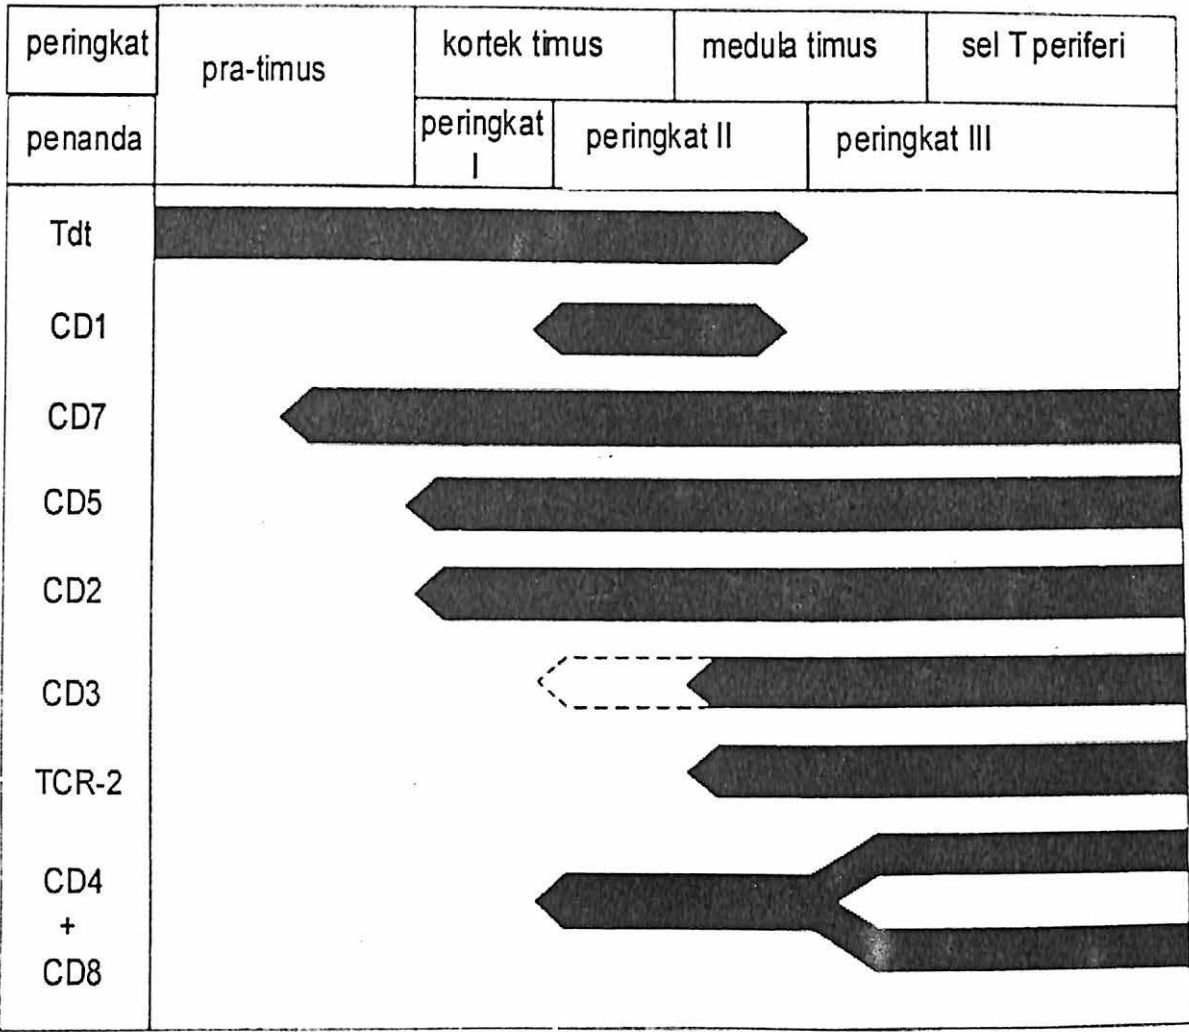 peringkat
pra-timus
kortek timus
medula timus
sel T periferi
penanda
peringkat
I
peringkat II
peringkat III
Tdt
CD1
CD7
CD5
CD2
CD3
TCR-2
CD4
+
CD8